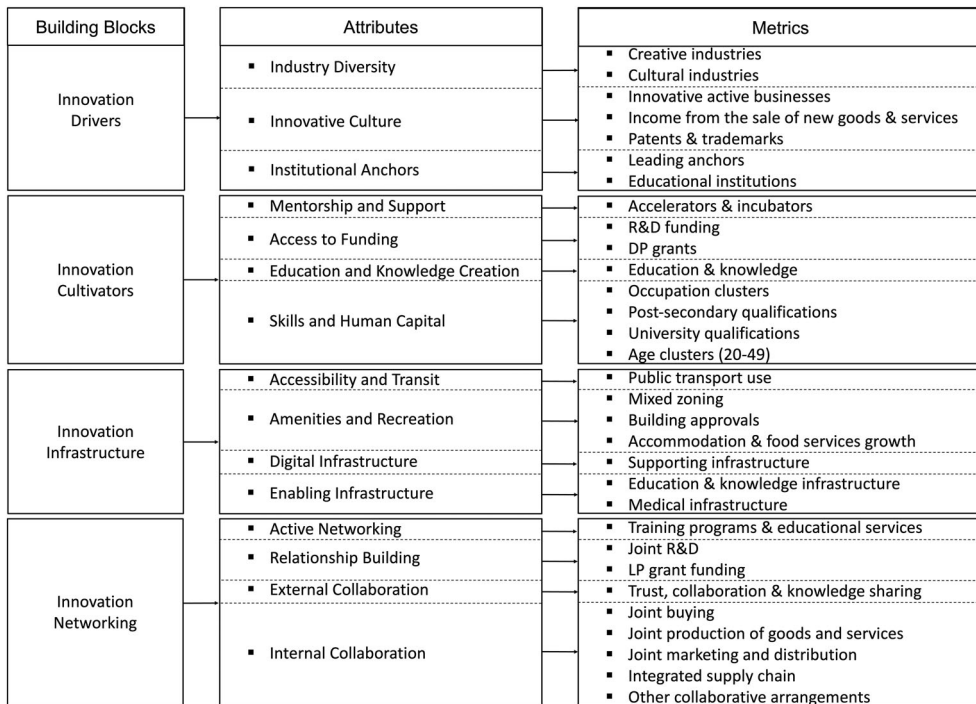 Building Blocks
Attributes
Metrics
Innovation
Drivers
▪ Industry Diversity
▪ Creative industries
▪ Cultural industries
▪ Innovative Culture
▪ Innovative active businesses
▪ Income from the sale of new goods & services
▪ Patents & trademarks
▪ Institutional Anchors
▪ Leading anchors
▪ Educational institutions
Innovation
Cultivators
▪ Mentorship and Support
▪ Accelerators & incubators
▪ Access to Funding
▪ R&D funding
▪ DP grants
▪ Education and Knowledge Creation
▪ Education & knowledge
▪ Skills and Human Capital
▪ Occupation clusters
▪ Post-secondary qualifications
▪ University qualifications
▪ Age clusters (20-49)
Innovation
Infrastructure
▪ Accessibility and Transit
▪ Public transport use
▪ Amenities and Recreation
▪ Mixed zoning
▪ Building approvals
▪ Accommodation & food services growth
▪ Digital Infrastructure
▪ Supporting infrastructure
▪ Enabling Infrastructure
▪ Education & knowledge infrastructure
▪ Medical infrastructure
Innovation
Networking
▪ Active Networking
▪ Training programs & educational services
▪ Relationship Building
▪ Joint R&D
▪ LP grant funding
▪ External Collaboration
▪ Trust, collaboration & knowledge sharing
▪ Internal Collaboration
▪ Joint buying
▪ Joint production of goods and services
▪ Joint marketing and distribution
▪ Integrated supply chain
▪ Other collaborative arrangements